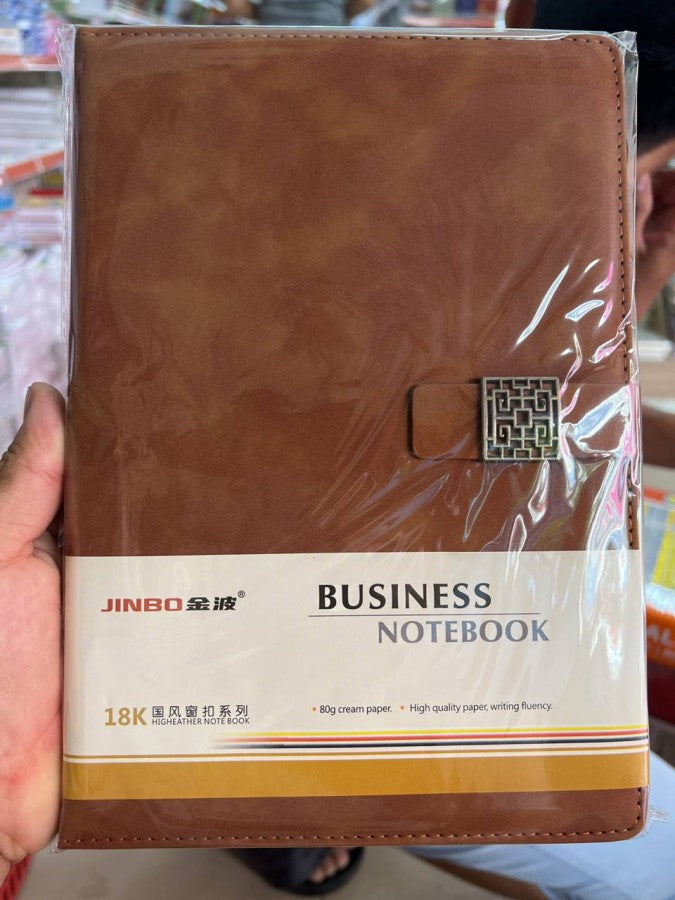 JINBO金波®
BUSINESS
NOTEBOOK
18K 国风窗扣系列
HIGHEATHER NOTE BOOK
• 80g cream paper. • High quality paper, writing fluency.
AL